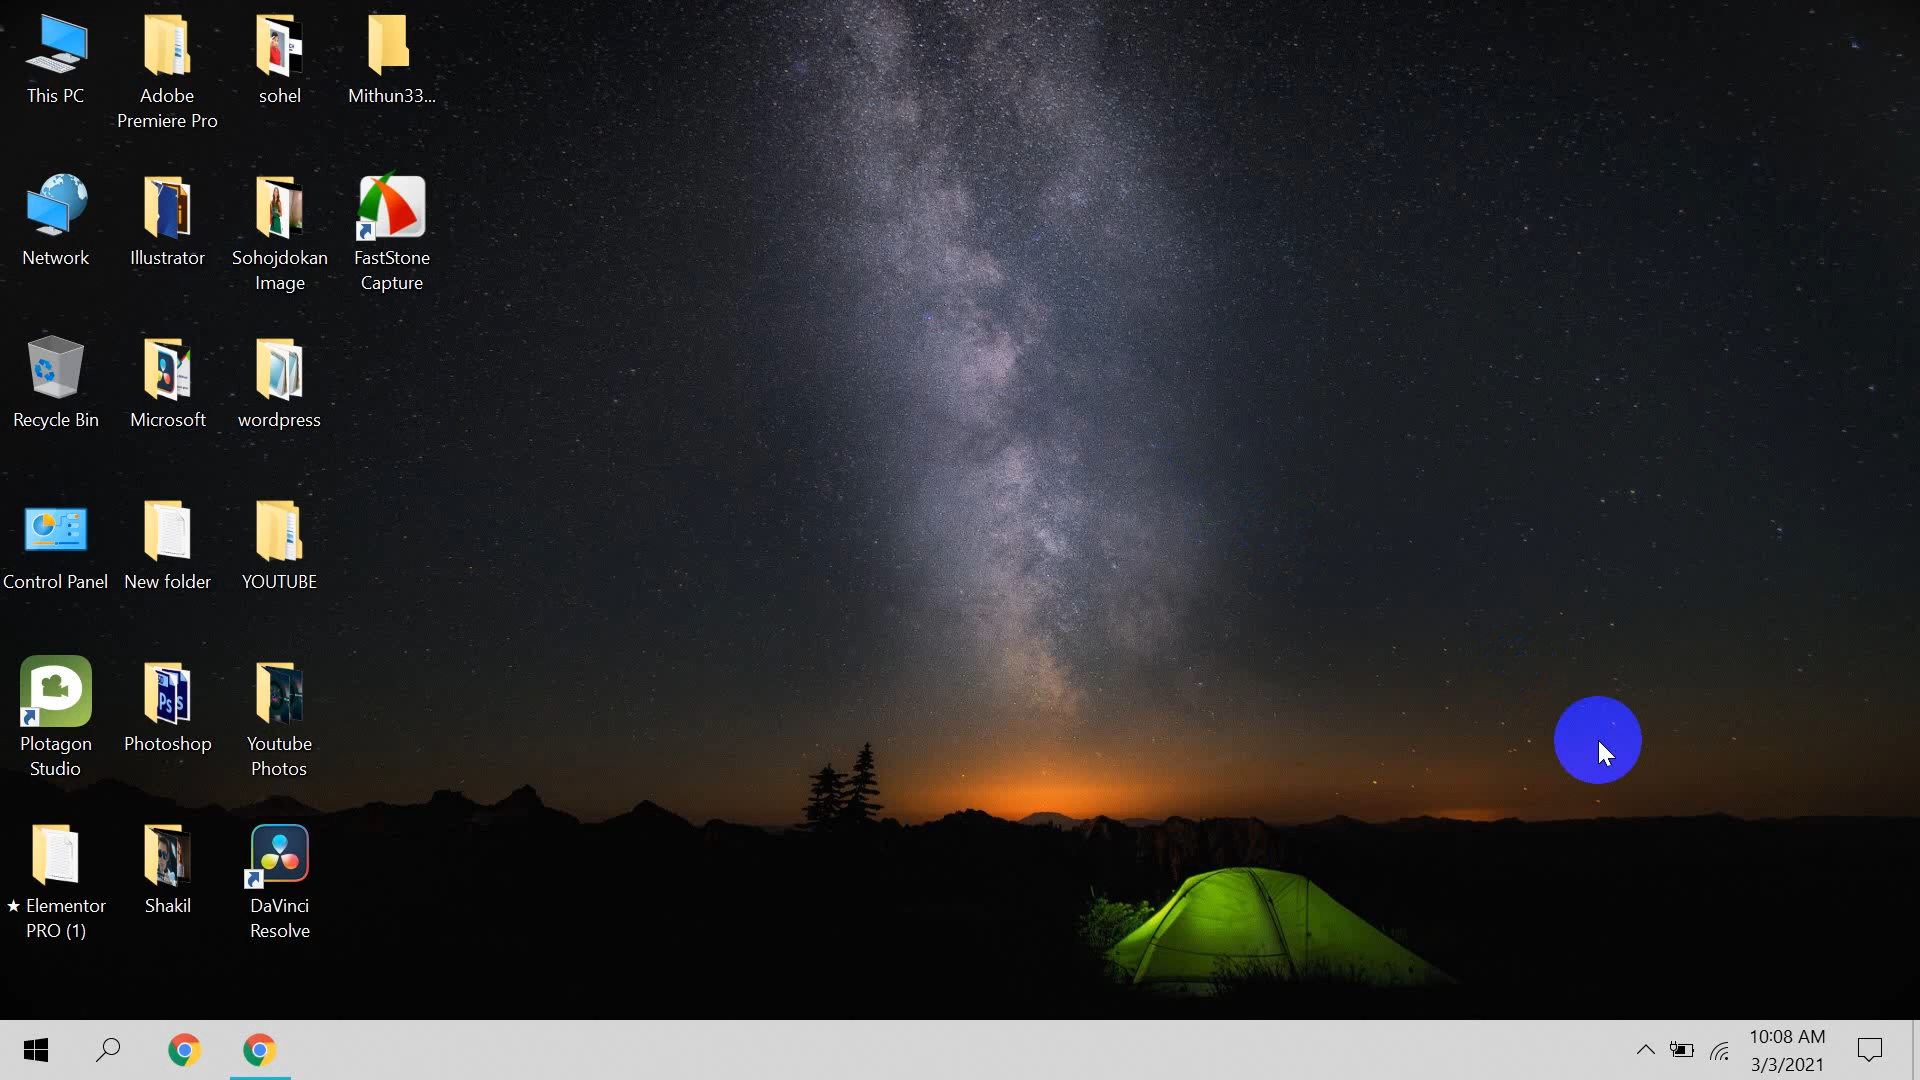 This PC
Adobe
Premiere Pro
sohel
Mithun33...
Network
Illustrator
Sohojdokan
Image
FastStone
Capture
Recycle Bin
Microsoft
wordpress
Control Panel
New folder
YOUTUBE
Plotagon
Studio
Photoshop
Youtube
Photos
★ Elementor
PRO (1)
Shakil
DaVinci
Resolve
10:08 AM
3/3/2021